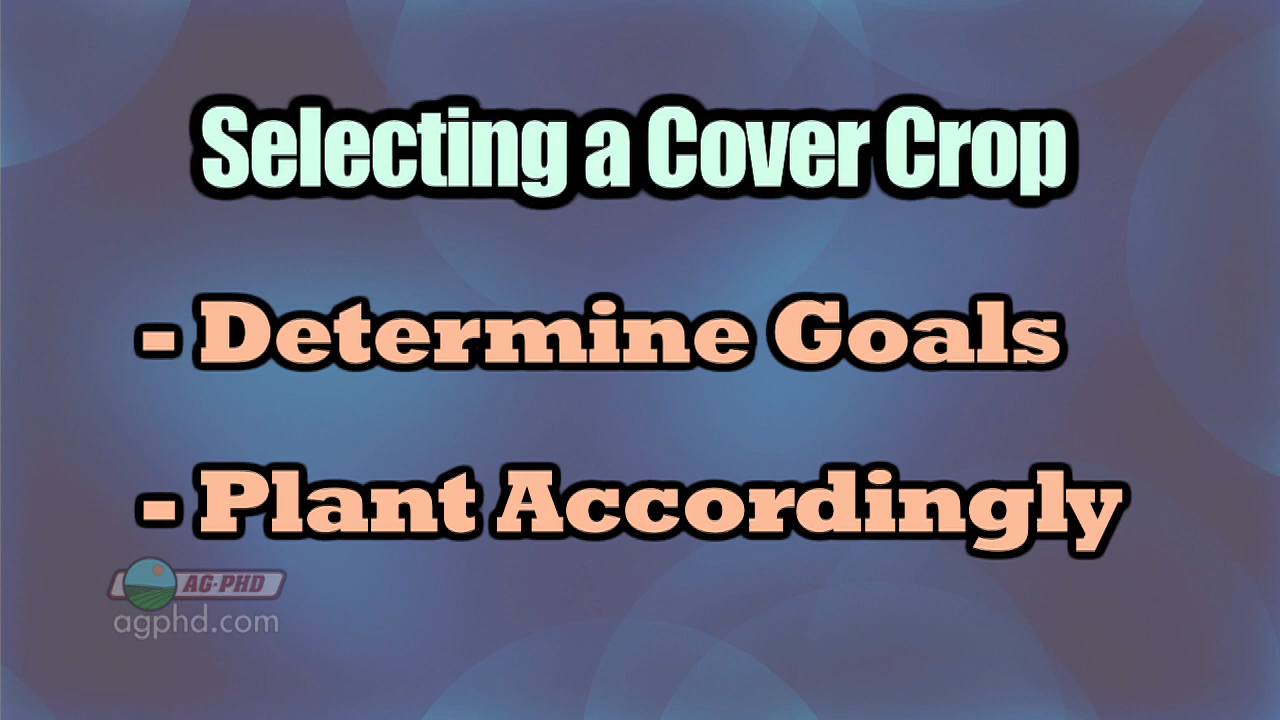 Selecting a Cover Crop
- Determine Goals
- Plant Accordingly
AG·PHD
agphd.com